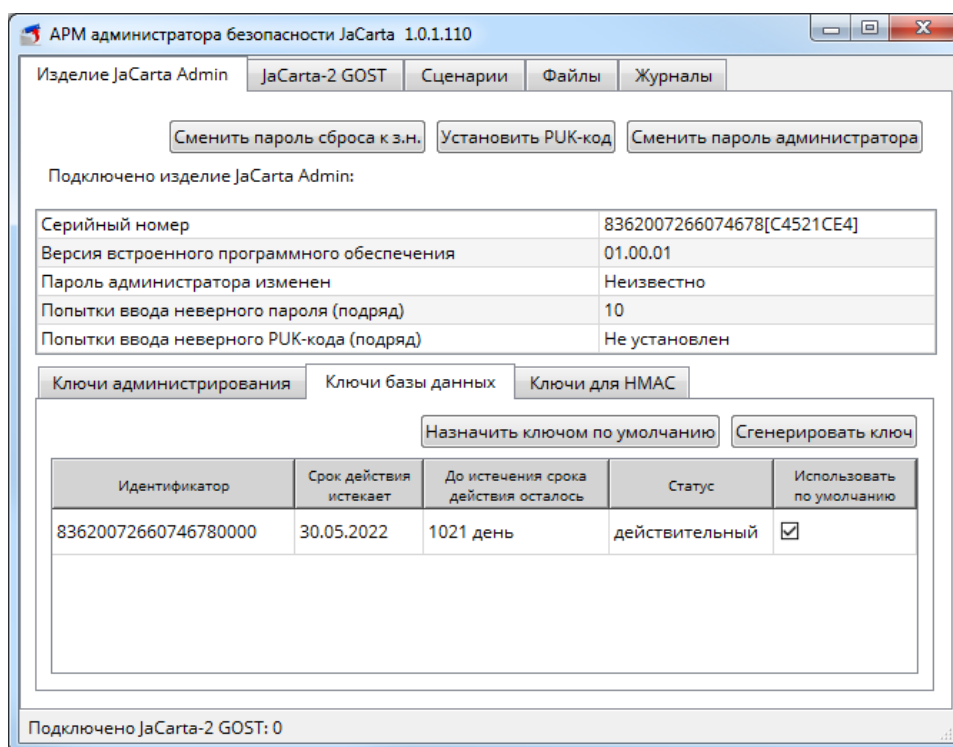 АРМ администратора безопасности JaCarta 1.0.1.110
Изделие JaCarta Admin JaCarta-2 GOST Сценарии Файлы Журналы
Сменить пароль сброса к з.н. Установить PUK-код Сменить пароль администратора
Подключено изделие JaCarta Admin:
Серийный номер 8362007266074678[C4521CE4]
Версия встроенного программного обеспечения 01.00.01
Пароль администратора изменен Неизвестно
Попытки ввода неверного пароля (подряд) 10
Попытки ввода неверного PUK-кода (подряд) Не установлен
Ключи администрирования Ключи базы данных Ключи для HMAC
Назначить ключом по умолчанию Сгенерировать ключ
Идентификатор Срок действия истекает До истечения срока действия осталось Статус Использовать по умолчанию
83620072660746780000 30.05.2022 1021 день действительный
Подключено JaCarta-2 GOST: 0